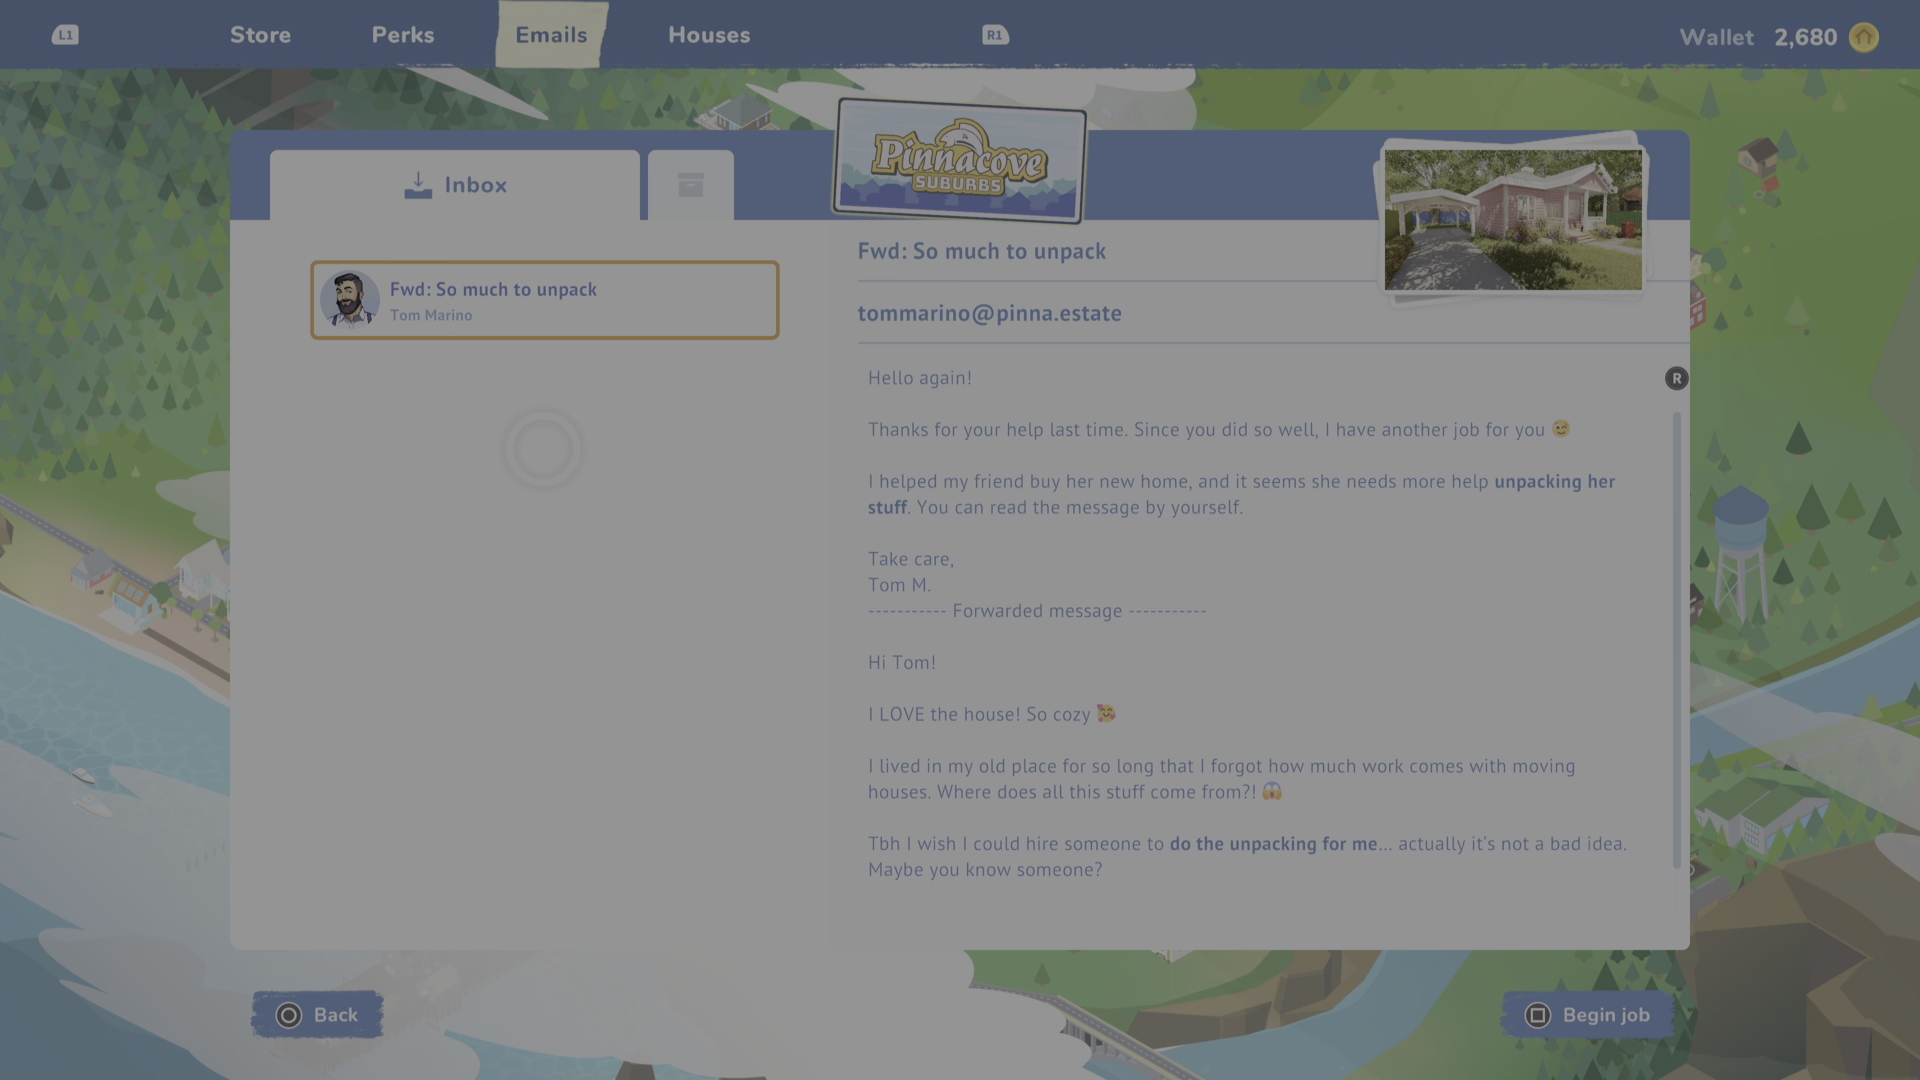 L1
Store
Perks
Emails
Houses
R1
Wallet 2,680
Pinnacove
SUBURBS
Inbox
Fwd: So much to unpack
Tom Marino
Fwd: So much to unpack
tommarino@pinna.estate
R
Hello again!
Thanks for your help last time. Since you did so well, I have another job for you 😉
I helped my friend buy her new home, and it seems she needs more help unpacking her
stuff. You can read the message by yourself.
Take care,
Tom M.
----------- Forwarded message -----------
Hi Tom!
I LOVE the house! So cozy 🥰
I lived in my old place for so long that I forgot how much work comes with moving
houses. Where does all this stuff come from?! 😱
Tbh I wish I could hire someone to do the unpacking for me... actually it's not a bad idea.
Maybe you know someone?
Back
Begin job